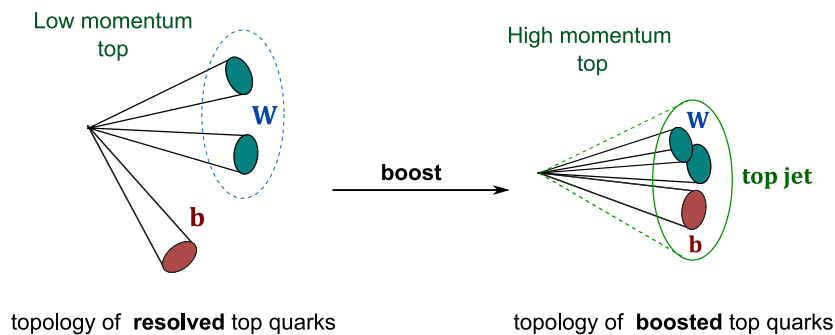 Low momentum
top
W
b
topology of resolved top quarks
boost
High momentum
top
W
top jet
b
topology of boosted top quarks